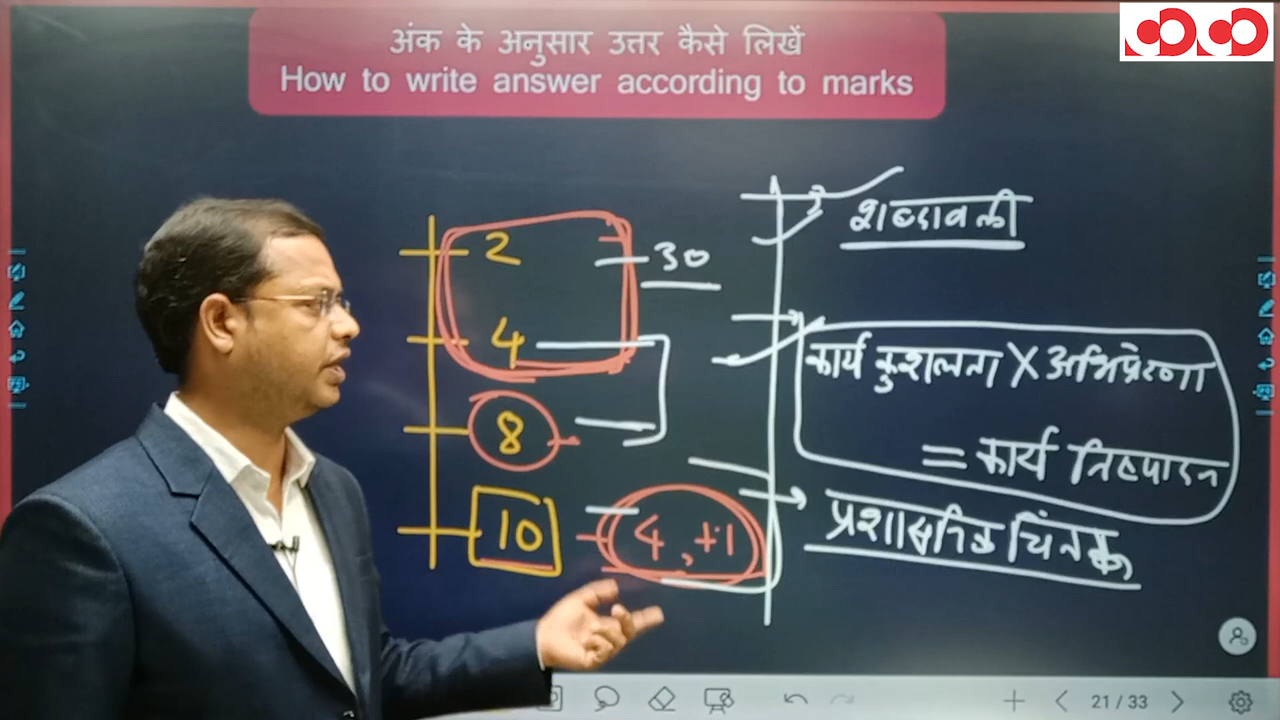 अंक के अनुसार उत्तर कैसे लिखें
How to write answer according to marks
2
30
4
8
10
4, +1
शब्दावली
कार्य कुशलता X अभिप्रेरणा
= कार्य निष्पादन
प्रशासनिक चिंतक
21 / 33